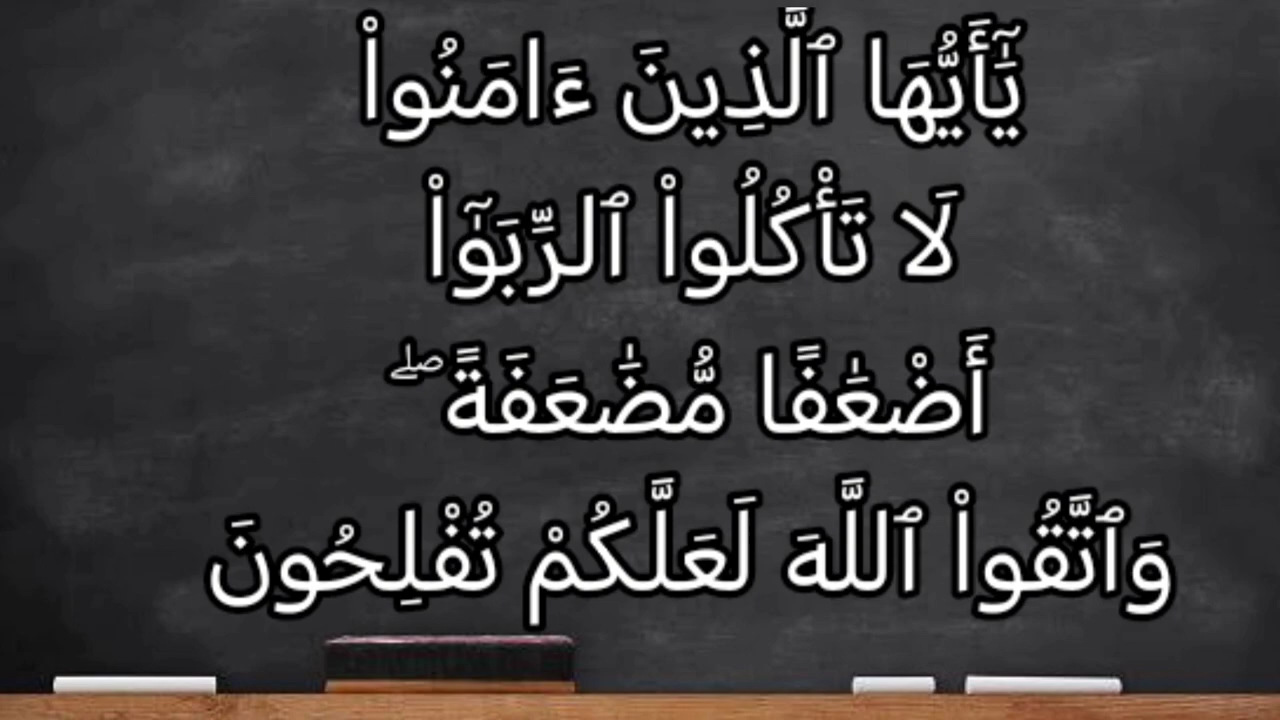 يَٰٓأَيُّهَا ٱلَّذِينَ ءَامَنُوا۟
لَا تَأْكُلُوا۟ ٱلرِّبَوٰٓا۟
أَضْعَٰفًا مُّضَٰعَفَةً ۖ
وَٱتَّقُوا۟ ٱللَّهَ لَعَلَّكُمْ تُفْلِحُونَ